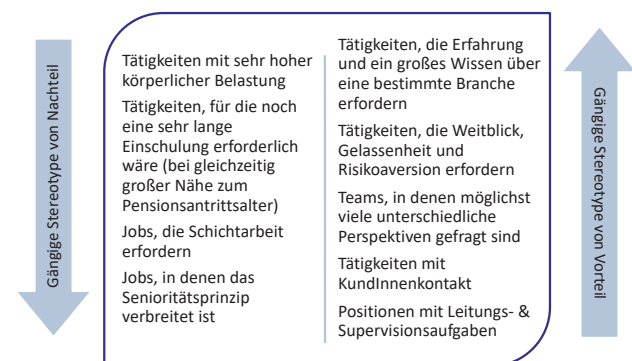 Gängige Stereotype von Nachteil
Tätigkeiten mit sehr hoher
körperlicher Belastung
Tätigkeiten, für die noch
eine sehr lange
Einschulung erforderlich
wäre (bei gleichzeitig
großer Nähe zum
Pensionsantrittsalter)
Jobs, die Schichtarbeit
erfordern
Jobs, in denen das
Senioritätsprinzip
verbreitet ist
Tätigkeiten, die Erfahrung
und ein großes Wissen über
eine bestimmte Branche
erfordern
Tätigkeiten, die Weitblick,
Gelassenheit und
Risikoaversion erfordern
Teams, in denen möglichst
viele unterschiedliche
Perspektiven gefragt sind
Tätigkeiten mit
KundInnenkontakt
Positionen mit Leitungs- &
Supervisionsaufgaben
Gängige Stereotype von Vorteil